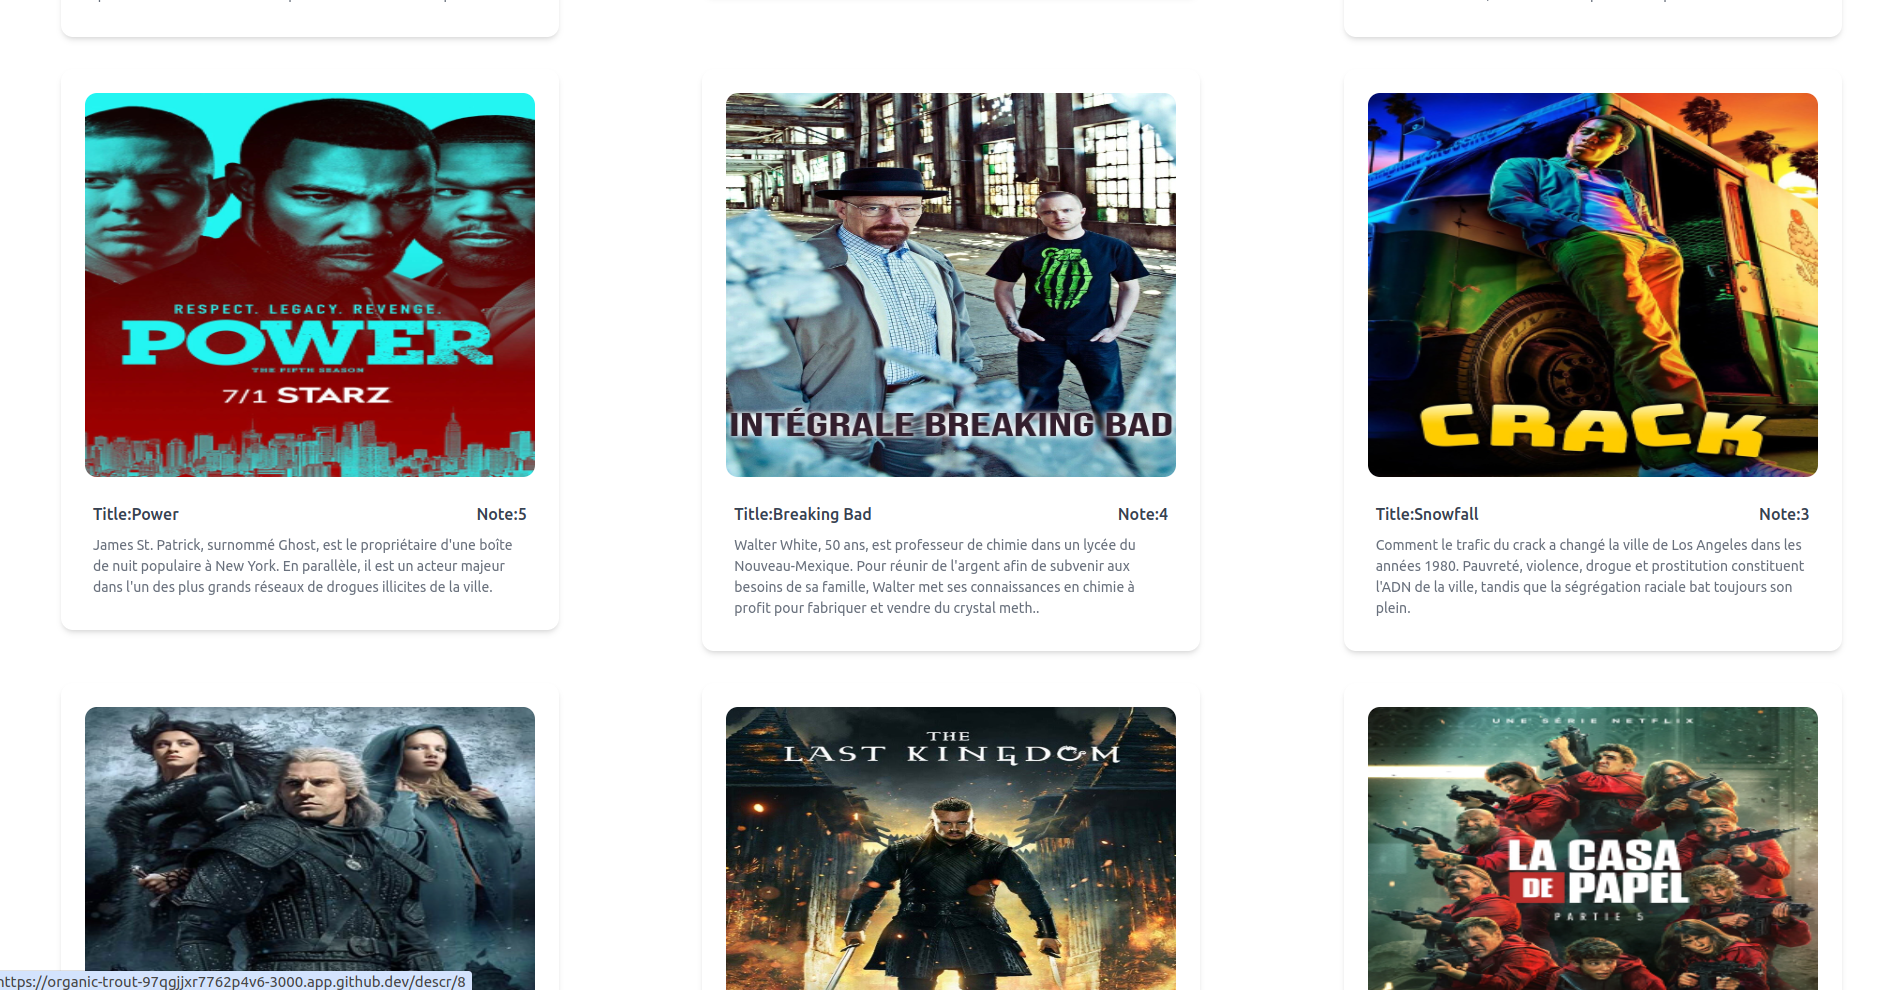 RESPECT. LEGACY. REVENGE.
POWER
THE FIFTH SEASON
7/1 STARZ
INTÉGRALE BREAKING BAD
CRACK
Title:Power
Note:5
James St. Patrick, surnommé Ghost, est le propriétaire d'une boîte
de nuit populaire à New York. En parallèle, il est un acteur majeur
dans l'un des plus grands réseaux de drogues illicites de la ville.
Title:Breaking Bad
Note:4
Walter White, 50 ans, est professeur de chimie dans un lycée du
Nouveau-Mexique. Pour réunir de l'argent afin de subvenir aux
besoins de sa famille, Walter met ses connaissances en chimie à
profit pour fabriquer et vendre du crystal meth..
Title:Snowfall
Note:3
Comment le trafic du crack a changé la ville de Los Angeles dans les
années 1980. Pauvreté, violence, drogue et prostitution constituent
l'ADN de la ville, tandis que la ségrégation raciale bat toujours son
plein.
THE
LAST KINGDOM
UNE SÉRIE NETFLIX
LA CASA
DE PAPEL
PARTIE 5
https://organic-trout-97qgjjxr7762p4v6-3000.app.github.dev/descr/8